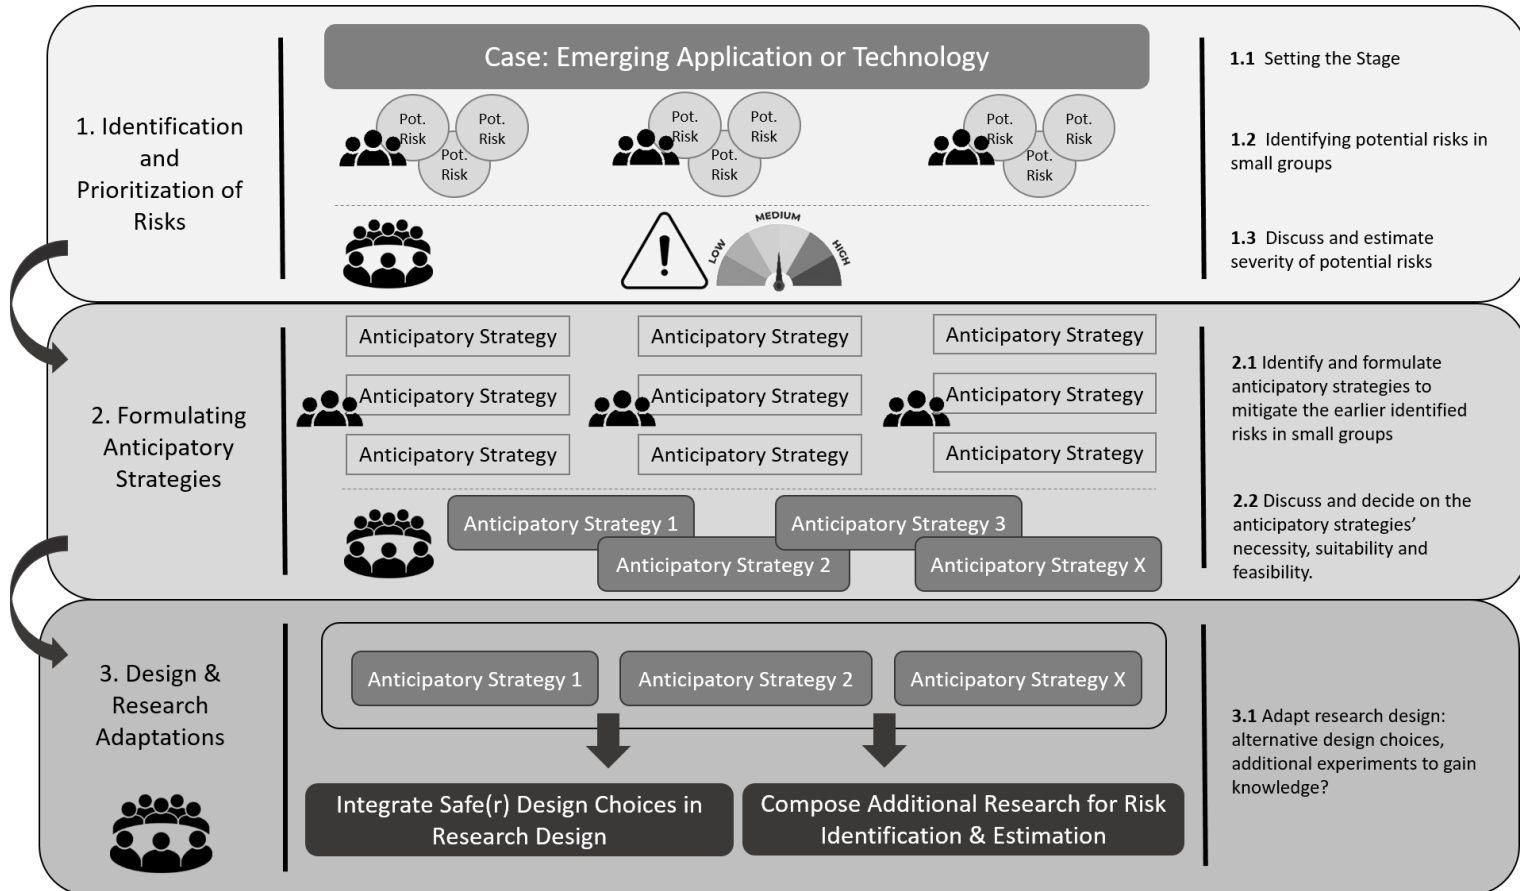 Case: Emerging Application or Technology
1. Identification
and
Prioritization of
Risks
Pot.
Risk
Pot.
Risk
Pot.
Risk
Pot.
Risk
Pot.
Risk
Pot.
Risk
Pot.
Risk
Pot.
Risk
Pot.
Risk
LOW
MEDIUM
HIGH
1.1 Setting the Stage
1.2 Identifying potential risks in
small groups
1.3 Discuss and estimate
severity of potential risks
2. Formulating
Anticipatory
Strategies
Anticipatory Strategy
Anticipatory Strategy
Anticipatory Strategy
Anticipatory Strategy
Anticipatory Strategy
Anticipatory Strategy
Anticipatory Strategy
Anticipatory Strategy
Anticipatory Strategy
Anticipatory Strategy 1
Anticipatory Strategy 2
Anticipatory Strategy 3
Anticipatory Strategy X
2.1 Identify and formulate
anticipatory strategies to
mitigate the earlier identified
risks in small groups
2.2 Discuss and decide on the
anticipatory strategies'
necessity, suitability and
feasibility.
3. Design &
Research
Adaptations
Anticipatory Strategy 1
Anticipatory Strategy 2
Anticipatory Strategy X
Integrate Safe(r) Design Choices in
Research Design
Compose Additional Research for Risk
Identification & Estimation
3.1 Adapt research design:
alternative design choices,
additional experiments to gain
knowledge?